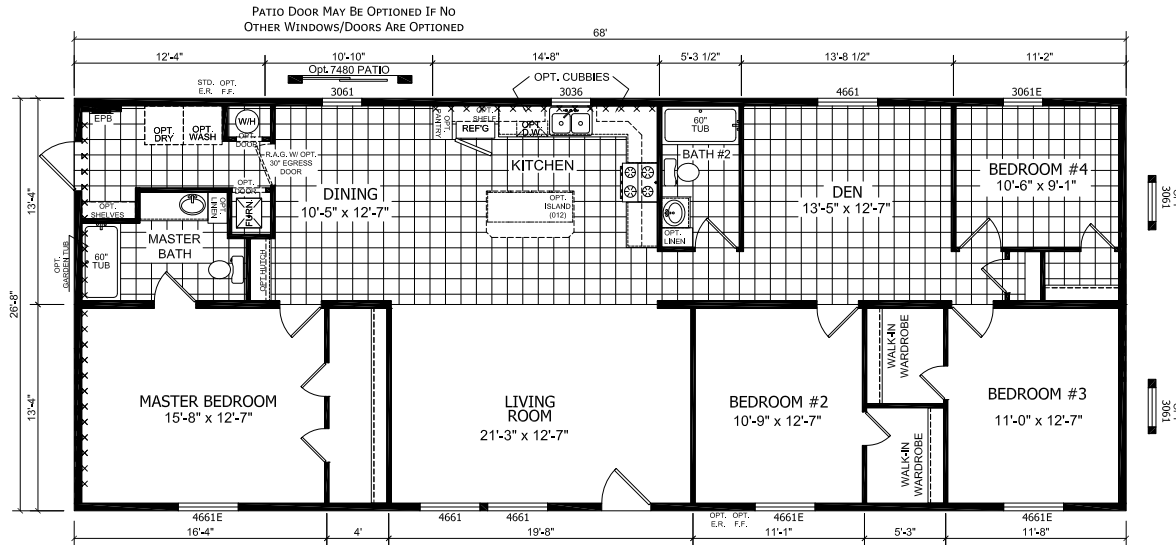 PATIO DOOR MAY BE OPTIONED IF NO
OTHER WINDOWS/DOORS ARE OPTIONED
68'
12'-4"
10'-10"
14'-8"
5'-3 1/2"
13'-8 1/2"
11'-2"
STD. OPT.
E.R. F.F.
Opt. 7480 PATIO
OPT. CUBBIES
3061
3036
4661
3061E
EPB
OPT.
DRY
OPT.
WASH
W/H
OPT.
DOOR
R.A.G. W/ OPT.
30" EGRESS
DOOR
OPT.
DOOR
FURN.
OPT.
LINEN
OPT.
SHELVES
OPT.
PANTRY
OPT.
SHELF
REF'G
OPT.
D.W.
KITCHEN
OPT.
ISLAND
(012)
DINING
10'-5" x 12'-7"
60"
TUB
BATH #2
OPT.
LINEN
DEN
13'-5" x 12'-7"
BEDROOM #4
10'-6" x 9'-1"
3061
13'-4"
26'-8"
13'-4"
OPT.
GARDEN TUB
60"
TUB
MASTER
BATH
OPT HUTCH
MASTER BEDROOM
15'-8" x 12'-7"
LIVING
ROOM
21'-3" x 12'-7"
BEDROOM #2
10'-9" x 12'-7"
WALK-IN
WARDROBE
WALK-IN
WARDROBE
BEDROOM #3
11'-0" x 12'-7"
3061
4661E
4661
4661
OPT. OPT.
E.R. F.F.
4661E
4661E
16'-4"
4'
19'-8"
11'-1"
5'-3"
11'-8"